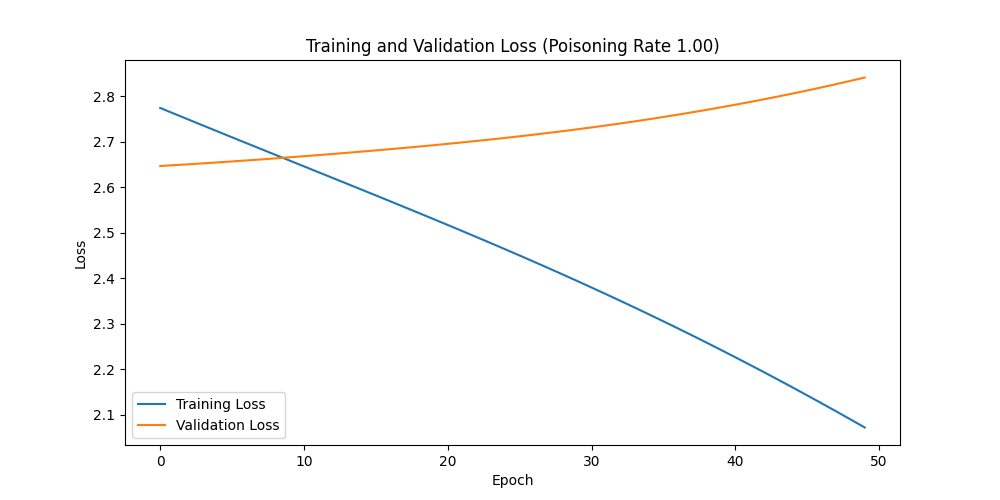 Training and Validation Loss (Poisoning Rate 1.00)
Loss
2.8
2.7
2.6
2.5
2.4
2.3
2.2
2.1
Training Loss
Validation Loss
0 10 20 30 40 50
Epoch